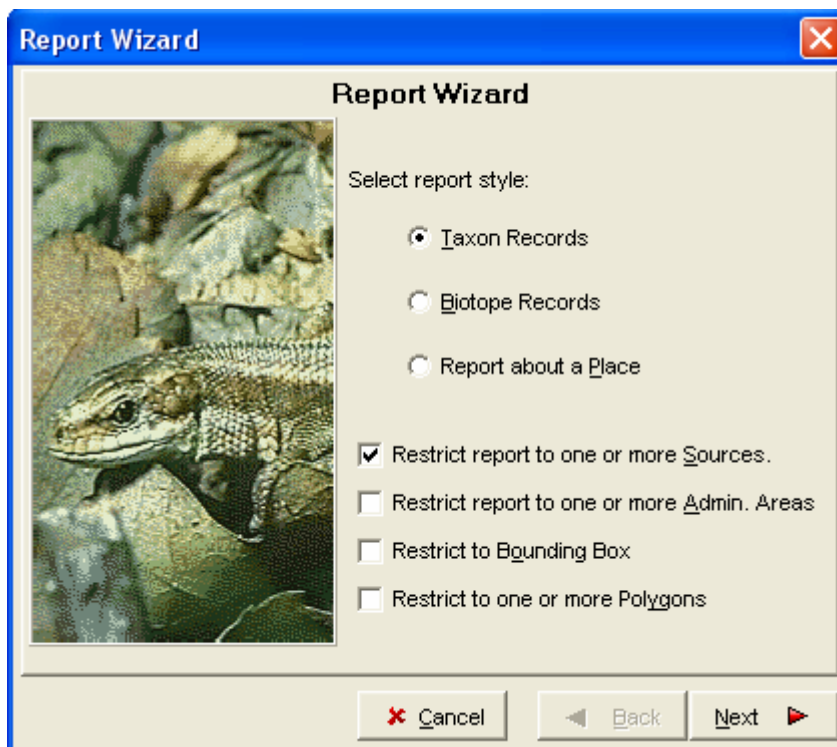 Report Wizard
Report Wizard
Select report style:
Taxon Records
Biotope Records
Report about a Place
Restrict report to one or more Sources.
Restrict report to one or more Admin. Areas
Restrict to Bounding Box
Restrict to one or more Polygons
Cancel
Back
Next